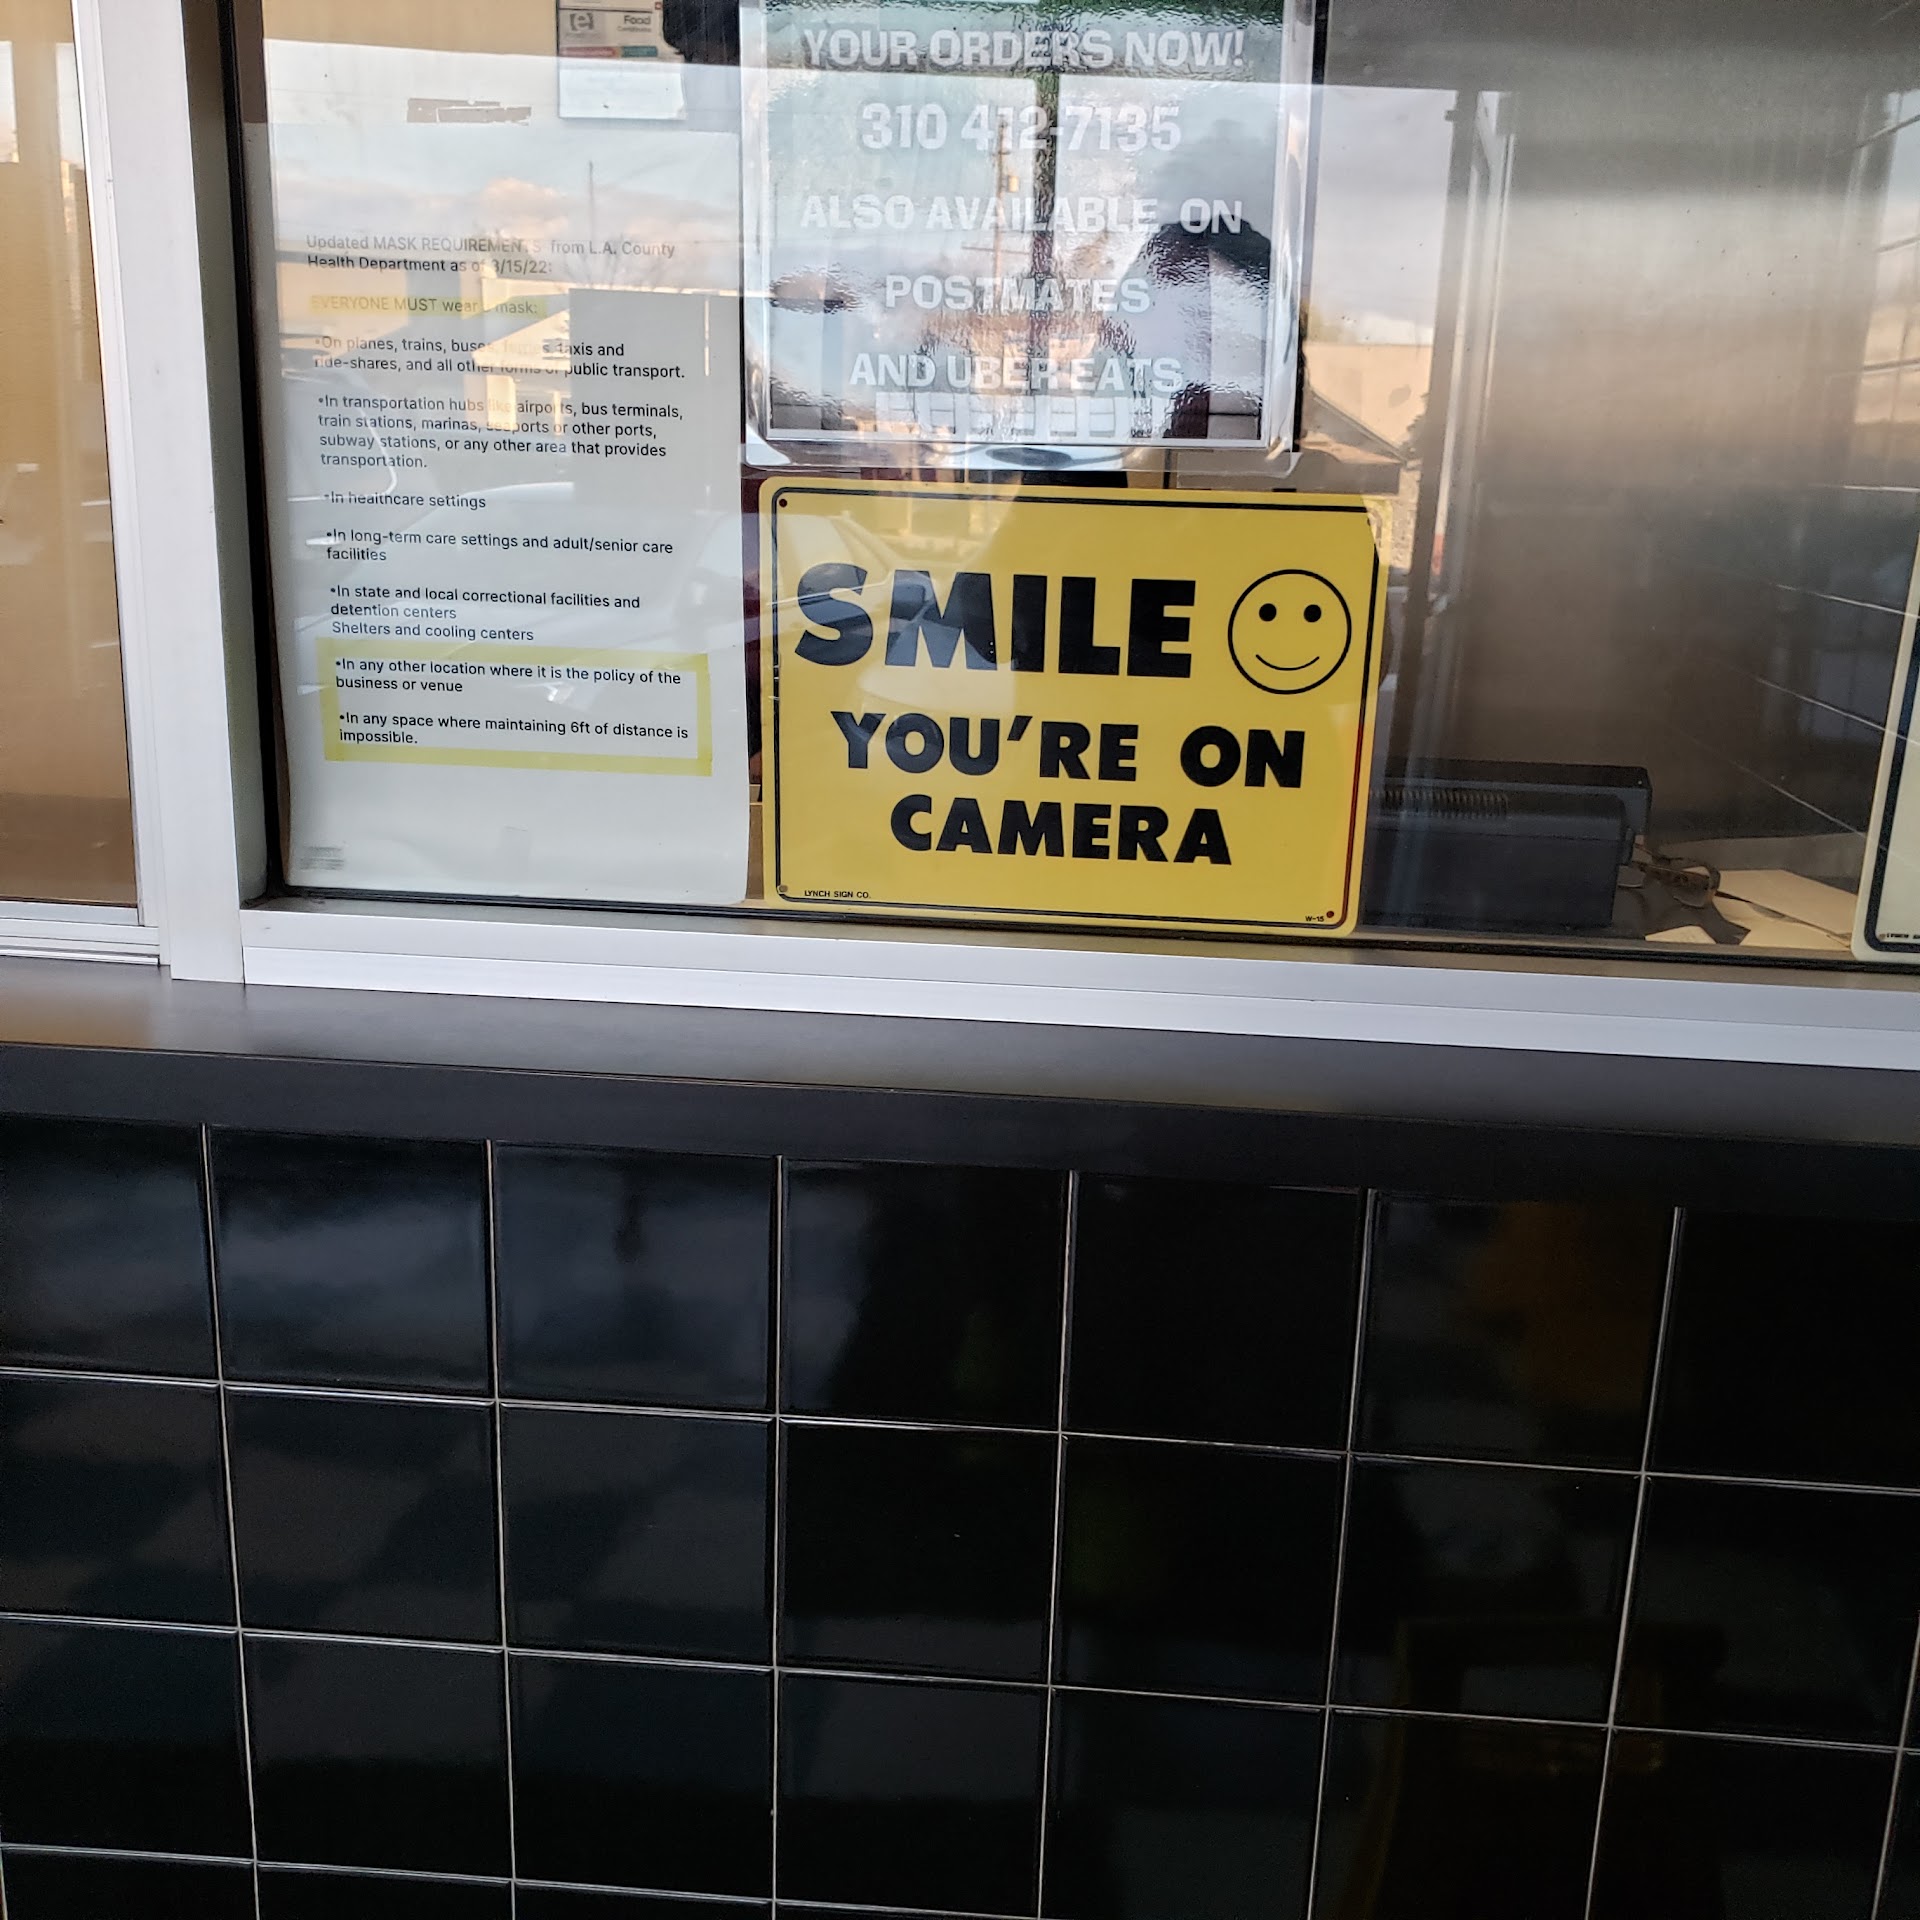 Food
YOUR ORDERS NOW!
310 412-7135
ALSO AVAILABLE ON
POSTMATES
AND UBER EATS
Updated MASK REQUIREMENTS from L.A. County
Health Department as of 3/15/22:
EVERYONE MUST wear mask:
•On planes, trains, buses, taxis and
ride-shares, and all other forms of public transport.
•In transportation hubs like airports, bus terminals,
train stations, marinas, seaports or other ports,
subway stations, or any other area that provides
transportation.
•In healthcare settings
•In long-term care settings and adult/senior care
facilities
•In state and local correctional facilities and
detention centers
Shelters and cooling centers
•In any other location where it is the policy of the
business or venue
•In any space where maintaining 6ft of distance is
impossible.
SMILE
YOU'RE ON
CAMERA
LYNCH SIGN CO.
W-15